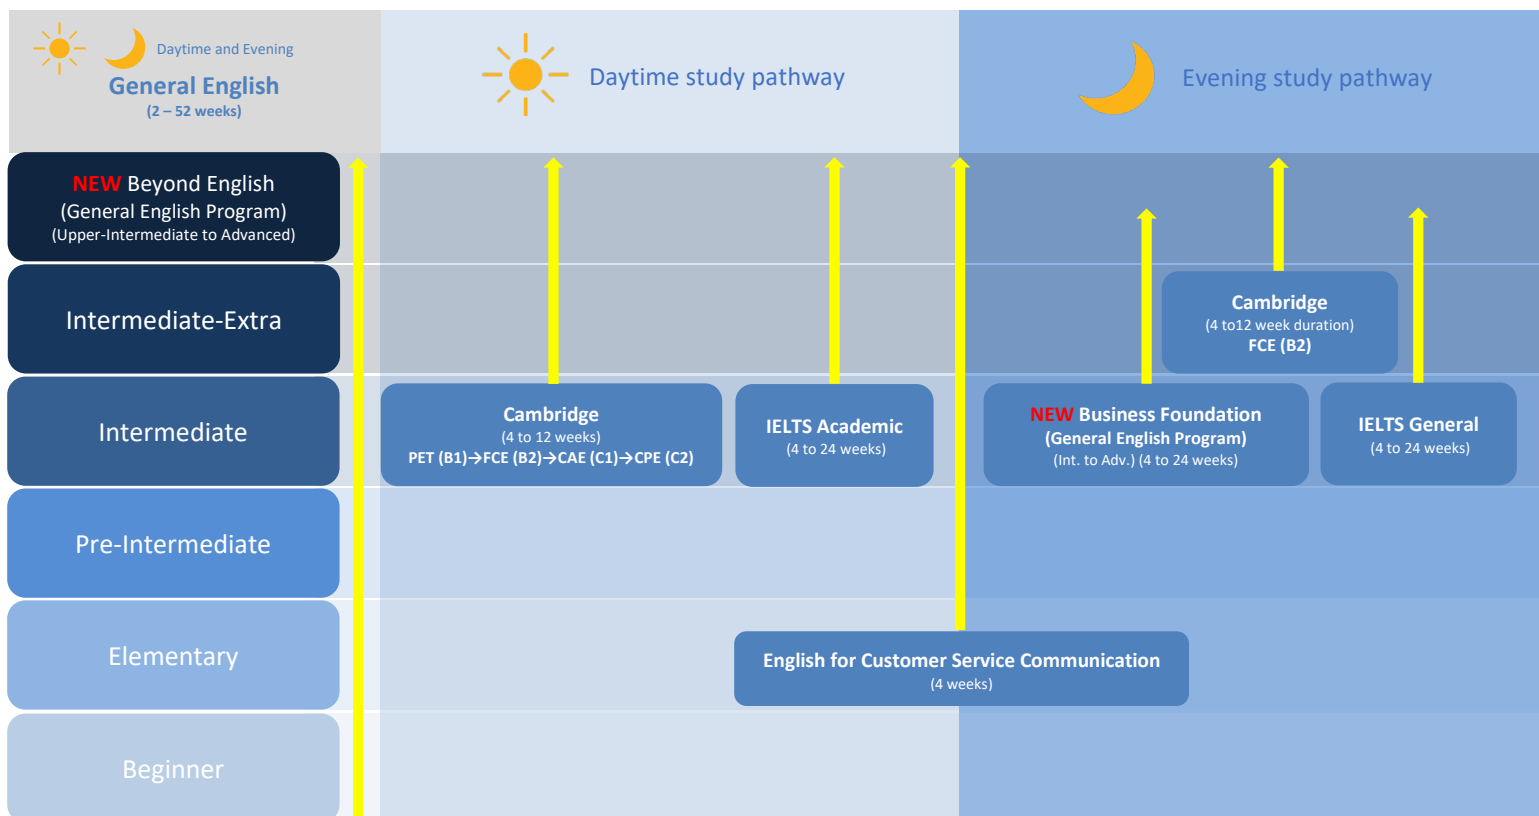 Daytime and Evening
General English
(2 – 52 weeks)
Daytime study pathway
Evening study pathway
NEW Beyond English
(General English Program)
(Upper-Intermediate to Advanced)
Intermediate-Extra
Cambridge
(4 to12 week duration)
FCE (B2)
Intermediate
Cambridge
(4 to 12 weeks)
PET (B1)→FCE (B2)→CAE (C1)→CPE (C2)
IELTS Academic
(4 to 24 weeks)
NEW Business Foundation
(General English Program)
(Int. to Adv.) (4 to 24 weeks)
IELTS General
(4 to 24 weeks)
Pre-Intermediate
Elementary
English for Customer Service Communication
(4 weeks)
Beginner